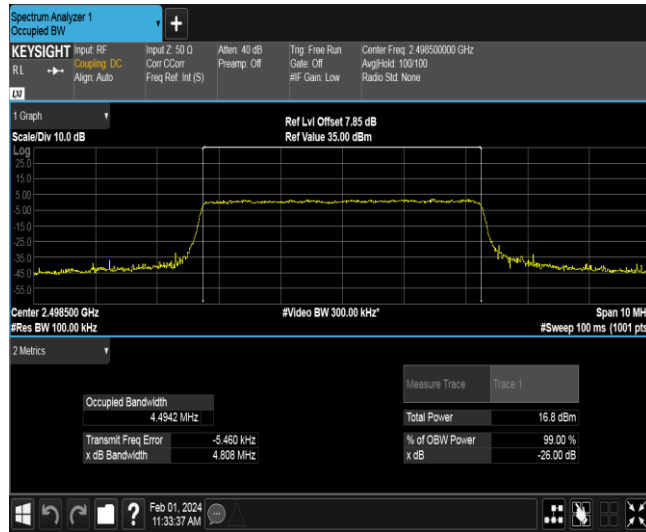 Spectrum Analyzer 1
Occupied BW
KEYSIGHT Input: RF Input Z: 50 Ω Atten: 40 dB Trig: Free Run Center Freq: 2.498500000 GHz
RL Coupling: DC Corr CCorr Preamp: Off Gate: Off Avg|Hold: 100/100
Align: Auto Freq Ref: Int (S) #IF Gain: Low Radio Std: None
LXI
1 Graph
Ref Lvl Offset 7.85 dB
Scale/Div 10.0 dB Ref Value 35.00 dBm
Log
25.0
15.0
5.00
-5.00
-15.0
-25.0
-35.0
-45.0
-55.0
Center 2.498500 GHz #Video BW 300.00 kHz* Span 10 MH
#Res BW 100.00 kHz #Sweep 100 ms (1001 pts
2 Metrics
Measure Trace Trace 1
Occupied Bandwidth
4.4942 MHz Total Power 16.8 dBm
Transmit Freq Error -5.460 kHz % of OBW Power 99.00 %
x dB Bandwidth 4.808 MHz x dB -26.00 dB
? Feb 01, 2024
11:33:37 AM